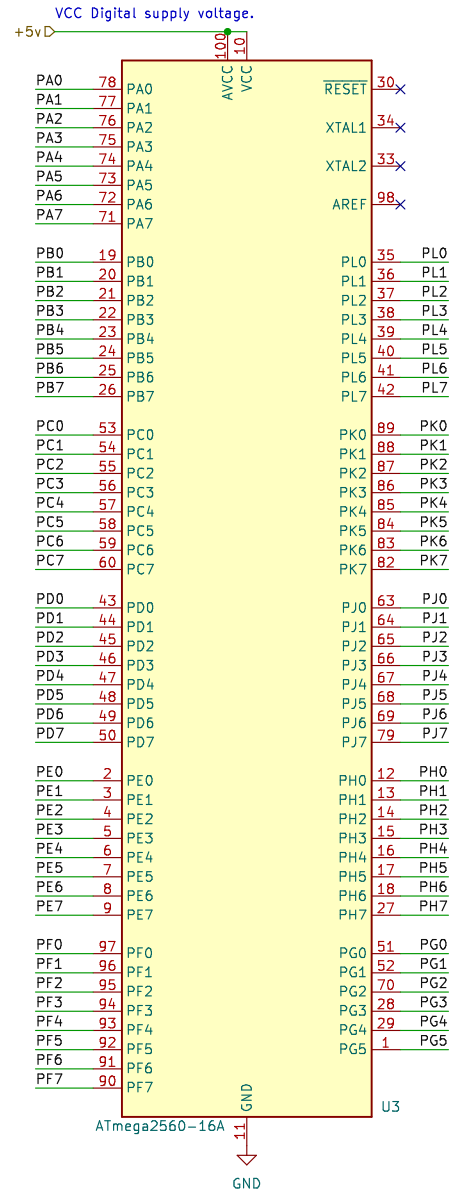 VCC Digital supply voltage.
+5v
100 AVCC
10 VCC
PA0 78 PA0
PA1 77 PA1
PA2 76 PA2
PA3 75 PA3
PA4 74 PA4
PA5 73 PA5
PA6 72 PA6
PA7 71 PA7
RESET 30
XTAL1 34
XTAL2 33
AREF 98
PB0 19 PB0 PL0 35 PL0
PB1 20 PB1 PL1 36 PL1
PB2 21 PB2 PL2 37 PL2
PB3 22 PB3 PL3 38 PL3
PB4 23 PB4 PL4 39 PL4
PB5 24 PB5 PL5 40 PL5
PB6 25 PB6 PL6 41 PL6
PB7 26 PB7 PL7 42 PL7
PC0 53 PC0 PK0 89 PK0
PC1 54 PC1 PK1 88 PK1
PC2 55 PC2 PK2 87 PK2
PC3 56 PC3 PK3 86 PK3
PC4 57 PC4 PK4 85 PK4
PC5 58 PC5 PK5 84 PK5
PC6 59 PC6 PK6 83 PK6
PC7 60 PC7 PK7 82 PK7
PD0 43 PD0 PJ0 63 PJ0
PD1 44 PD1 PJ1 64 PJ1
PD2 45 PD2 PJ2 65 PJ2
PD3 46 PD3 PJ3 66 PJ3
PD4 47 PD4 PJ4 67 PJ4
PD5 48 PD5 PJ5 68 PJ5
PD6 49 PD6 PJ6 69 PJ6
PD7 50 PD7 PJ7 79 PJ7
PE0 2 PE0 PH0 12 PH0
PE1 3 PE1 PH1 13 PH1
PE2 4 PE2 PH2 14 PH2
PE3 5 PE3 PH3 15 PH3
PE4 6 PE4 PH4 16 PH4
PE5 7 PE5 PH5 17 PH5
PE6 8 PE6 PH6 18 PH6
PE7 9 PE7 PH7 27 PH7
PF0 97 PF0 PG0 51 PG0
PF1 96 PF1 PG1 52 PG1
PF2 95 PF2 PG2 70 PG2
PF3 94 PF3 PG3 28 PG3
PF4 93 PF4 PG4 29 PG4
PF5 92 PF5 PG5 1 PG5
PF6 91 PF6
PF7 90 PF7
GND
U3
ATmega2560-16A
11
GND